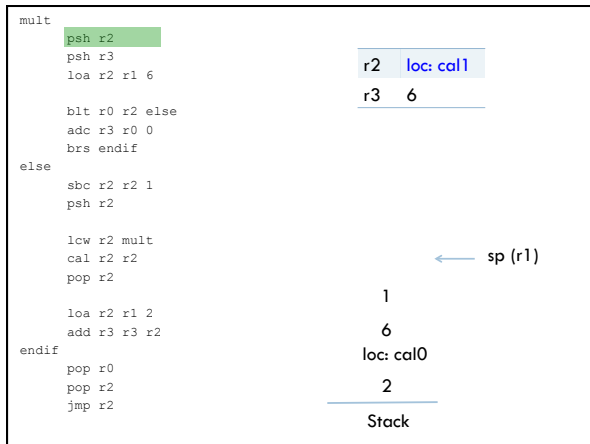 mult
psh r2
psh r3
loa r2 r1 6
blt r0 r2 else
adc r3 r0 0
brs endif
else
sbc r2 r2 1
psh r2
lcw r2 mult
cal r2 r2
pop r2
loa r2 r1 2
add r3 r3 r2
endif
pop r0
pop r2
jmp r2
r2 loc: cal1
r3 6
sp (r1)
1
6
loc: cal0
2
Stack